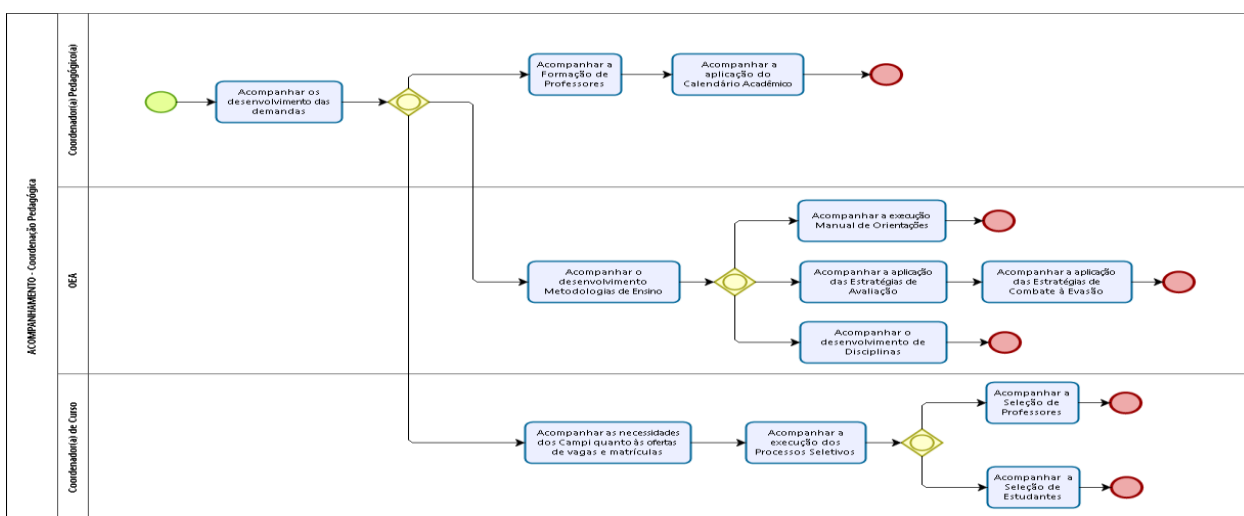 ACOMPANHAMENTO - Coordenação Pedagógica
Coordenador(a) Pedagógico(a)
Acompanhar os
desenvolvimento das
demandas
Acompanhar a
Formação de
Professores
Acompanhar a
aplicação do
Calendário Acadêmico
OEA
Acompanhar o
desenvolvimento
Metodologias de Ensino
Acompanhar a execução
Manual de Orientações
Acompanhar a aplicação
das Estratégias de
Avaliação
Acompanhar a aplicação
das Estratégias de
Combate à Evasão
Acompanhar o
desenvolvimento de
Disciplinas
Coordenador(a) de Curso
Acompanhar as necessidades
dos Campi quanto às ofertas
de vagas e matrículas
Acompanhar a
execução dos
Processos Seletivos
Acompanhar a
Seleção de
Professores
Acompanhar a
Seleção de
Estudantes